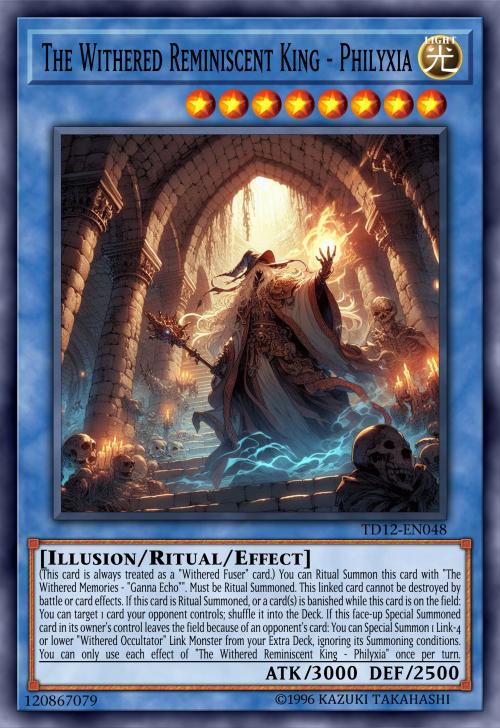 The Withered Reminiscent King - Philyxia
LIGHT
光
TD12-EN048
[Illusion/Ritual/Effect]
(This card is always treated as a "Withered Fuser" card.) You can Ritual Summon this card with "The
Withered Memories - "Ganna Echo"". Must be Ritual Summoned. This linked card cannot be destroyed by
battle or card effects. If this card is Ritual Summoned, or a card(s) is banished while this card is on the field:
You can target 1 card your opponent controls; shuffle it into the Deck. If this face-up Special Summoned
card in its owner's control leaves the field because of an opponent's card: You can Special Summon 1 Link-4
or lower "Withered Occultator" Link Monster from your Extra Deck, ignoring its Summoning conditions.
You can only use each effect of "The Withered Reminiscent King - Philyxia" once per turn.
ATK/3000 DEF/2500
120867079
©1996 KAZUKI TAKAHASHI